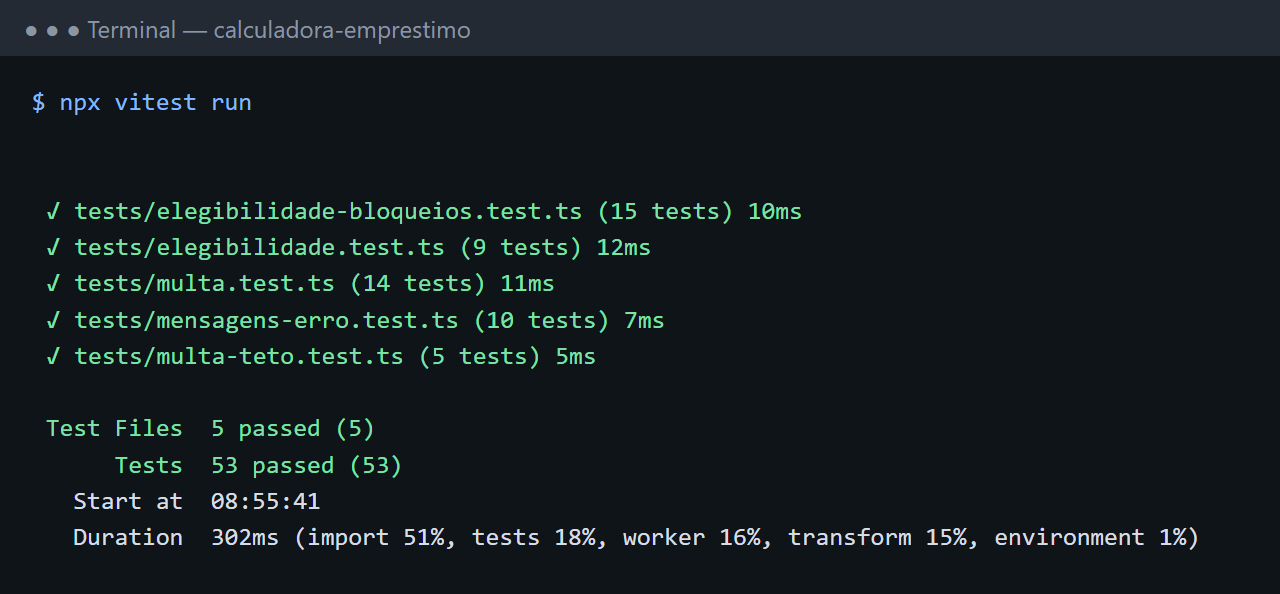 Terminal — calculadora-emprestimo
$ npx vitest run
✓ tests/elegibilidade-bloqueios.test.ts (15 tests) 10ms
✓ tests/elegibilidade.test.ts (9 tests) 12ms
✓ tests/multa.test.ts (14 tests) 11ms
✓ tests/mensagens-erro.test.ts (10 tests) 7ms
✓ tests/multa-teto.test.ts (5 tests) 5ms
Test Files  5 passed (5)
Tests  53 passed (53)
Start at  08:55:41
Duration  302ms (import 51%, tests 18%, worker 16%, transform 15%, environment 1%)